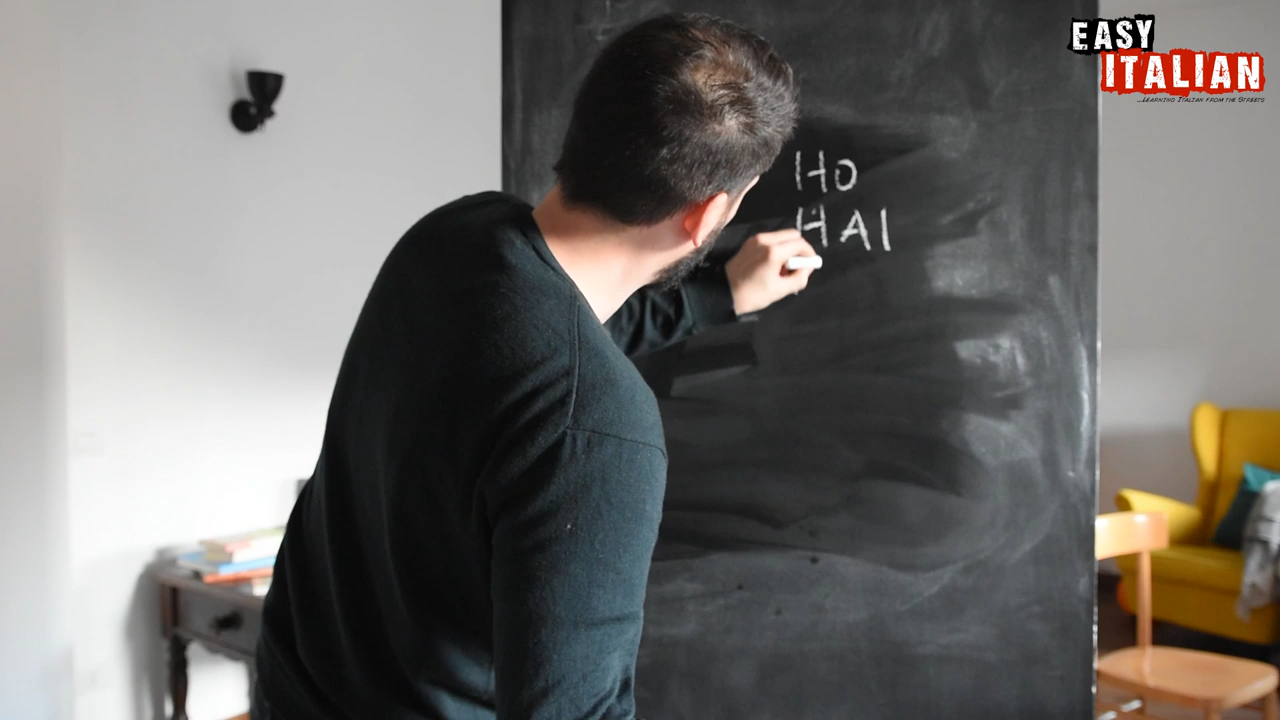 EASY
ITALIAN
...LEARNING ITALIAN FROM THE STREETS
HO
HAI